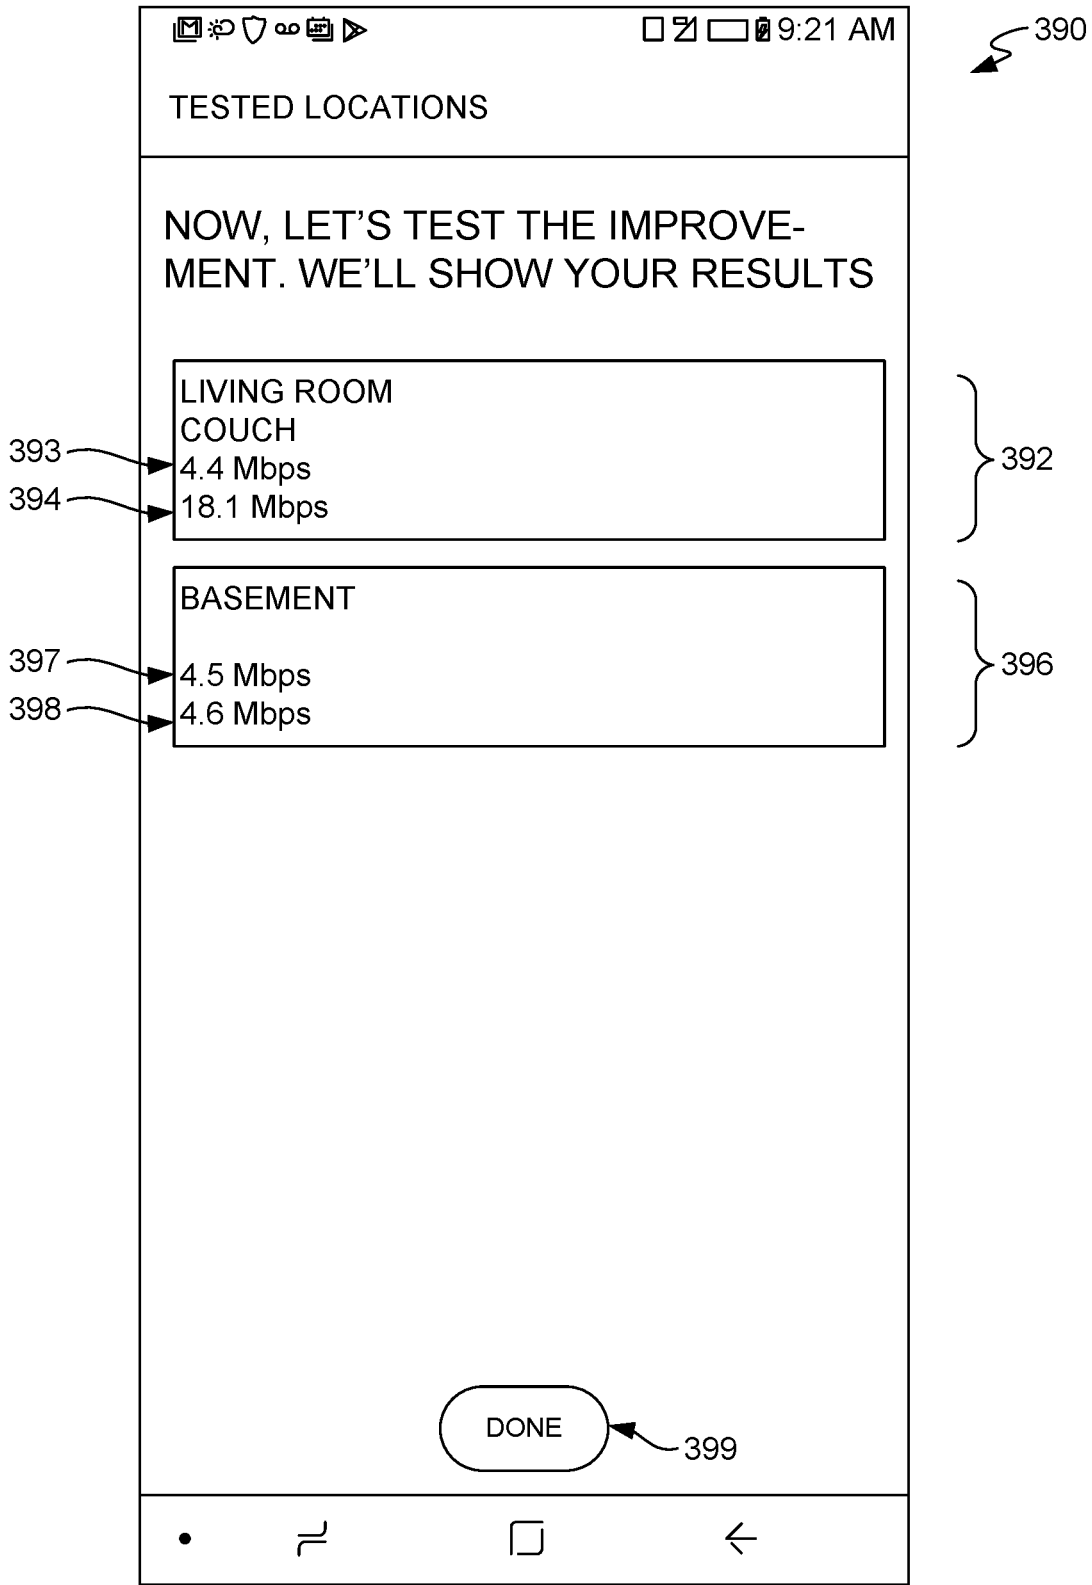 9:21 AM
390
TESTED LOCATIONS
NOW, LET'S TEST THE IMPROVE-
MENT. WE'LL SHOW YOUR RESULTS
LIVING ROOM
COUCH
393
4.4 Mbps
392
394
18.1 Mbps
BASEMENT
397
4.5 Mbps
396
398
4.6 Mbps
DONE
399